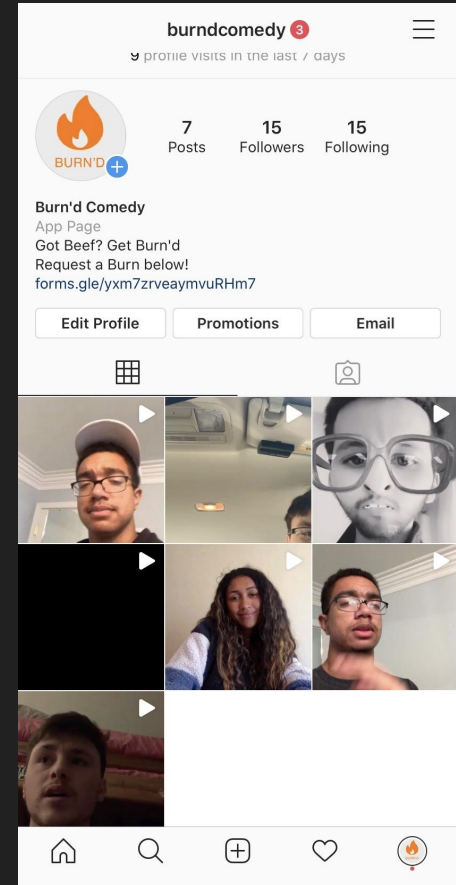 burndcomedy 3
9 profile visits in the last 7 days
BURN'D
7
Posts
15
Followers
15
Following
Burn'd Comedy
App Page
Got Beef? Get Burn'd
Request a Burn below!
forms.gle/yxm7zrveaymvuRHm7
Edit Profile
Promotions
Email